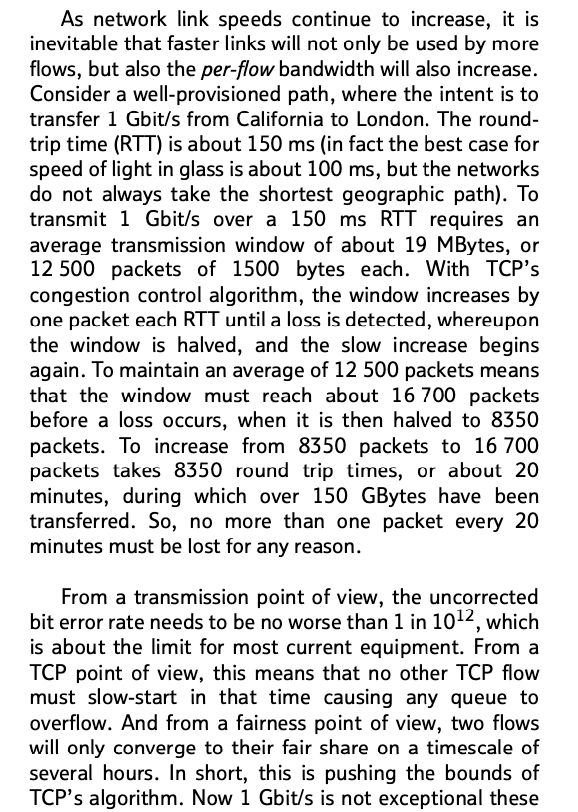 As network link speeds continue to increase, it is
inevitable that faster links will not only be used by more
flows, but also the per-flow bandwidth will also increase.
Consider a well-provisioned path, where the intent is to
transfer 1 Gbit/s from California to London. The round-
trip time (RTT) is about 150 ms (in fact the best case for
speed of light in glass is about 100 ms, but the networks
do not always take the shortest geographic path). To
transmit 1 Gbit/s over a 150 ms RTT requires an
average transmission window of about 19 MBytes, or
12 500 packets of 1500 bytes each. With TCP's
congestion control algorithm, the window increases by
one packet each RTT until a loss is detected, whereupon
the window is halved, and the slow increase begins
again. To maintain an average of 12 500 packets means
that the window must reach about 16 700 packets
before a loss occurs, when it is then halved to 8350
packets. To increase from 8350 packets to 16 700
packets takes 8350 round trip times, or about 20
minutes, during which over 150 GBytes have been
transferred. So, no more than one packet every 20
minutes must be lost for any reason.
From a transmission point of view, the uncorrected
bit error rate needs to be no worse than 1 in 10¹², which
is about the limit for most current equipment. From a
TCP point of view, this means that no other TCP flow
must slow-start in that time causing any queue to
overflow. And from a fairness point of view, two flows
will only converge to their fair share on a timescale of
several hours. In short, this is pushing the bounds of
TCP's algorithm. Now 1 Gbit/s is not exceptional these